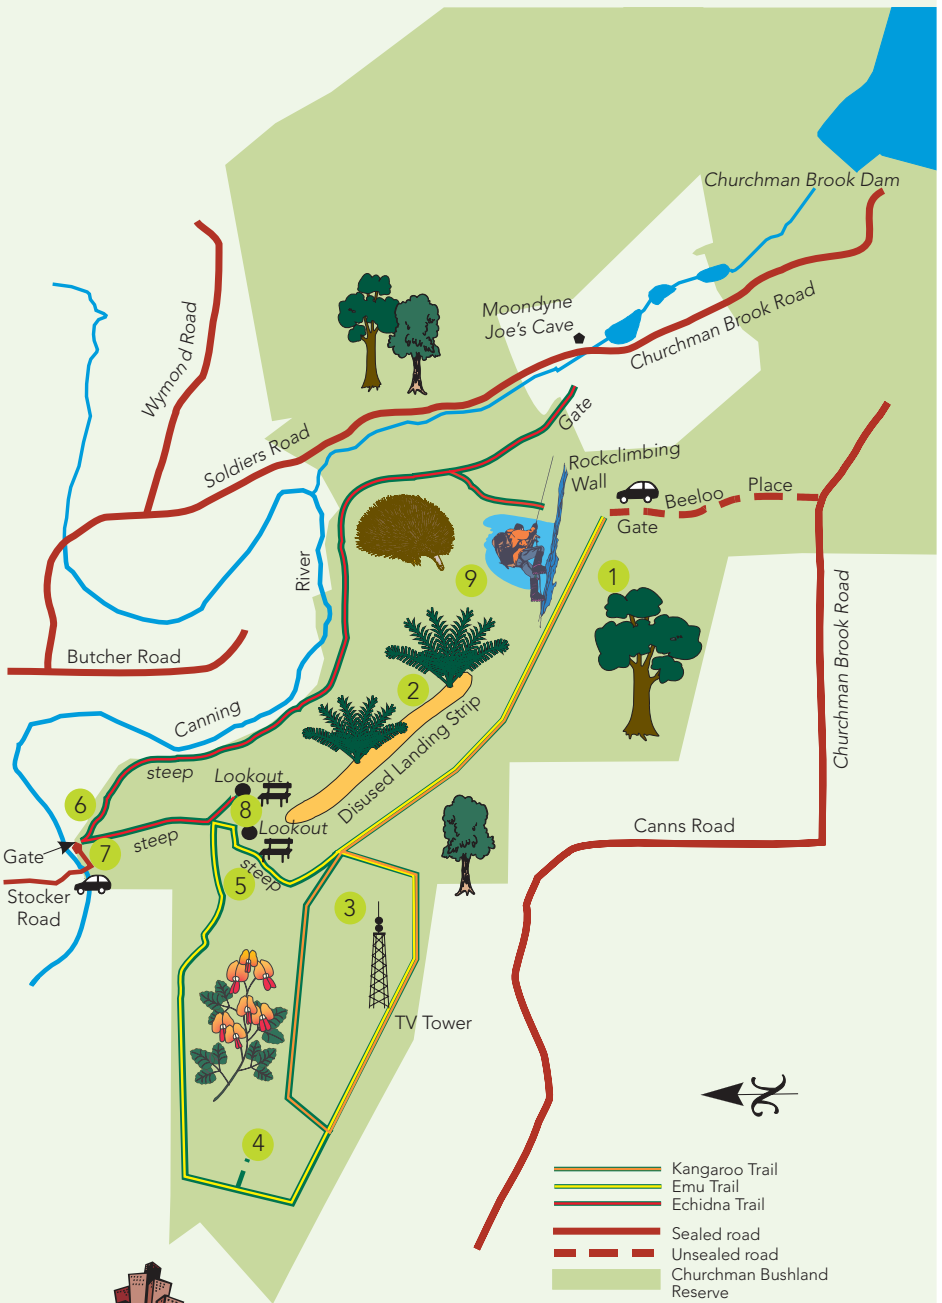 Churchman Brook Dam
Moondyne
Joe's Cave
Churchman Brook Road
Wymond Road
Soldiers Road
Gate
Rockclimbing
Wall
Beeloo Place
Gate
1
9
River
Churchman Brook Road
Butcher Road
2
Canning
Disused Landing Strip
steep
Lookout
6
8
Lookout
steep
Canns Road
Gate
7
steep
5
Stocker
Road
3
TV Tower
N
4
Kangaroo Trail
Emu Trail
Echidna Trail
Sealed road
Unsealed road
Churchman Bushland
Reserve